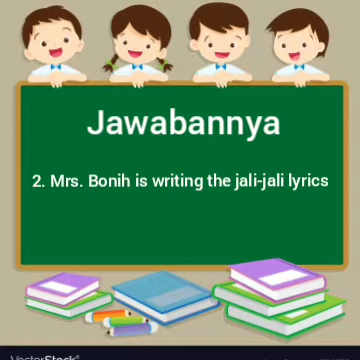 Jawabannya
2. Mrs. Bonih is writing the jali-jali lyrics
VectorStock®